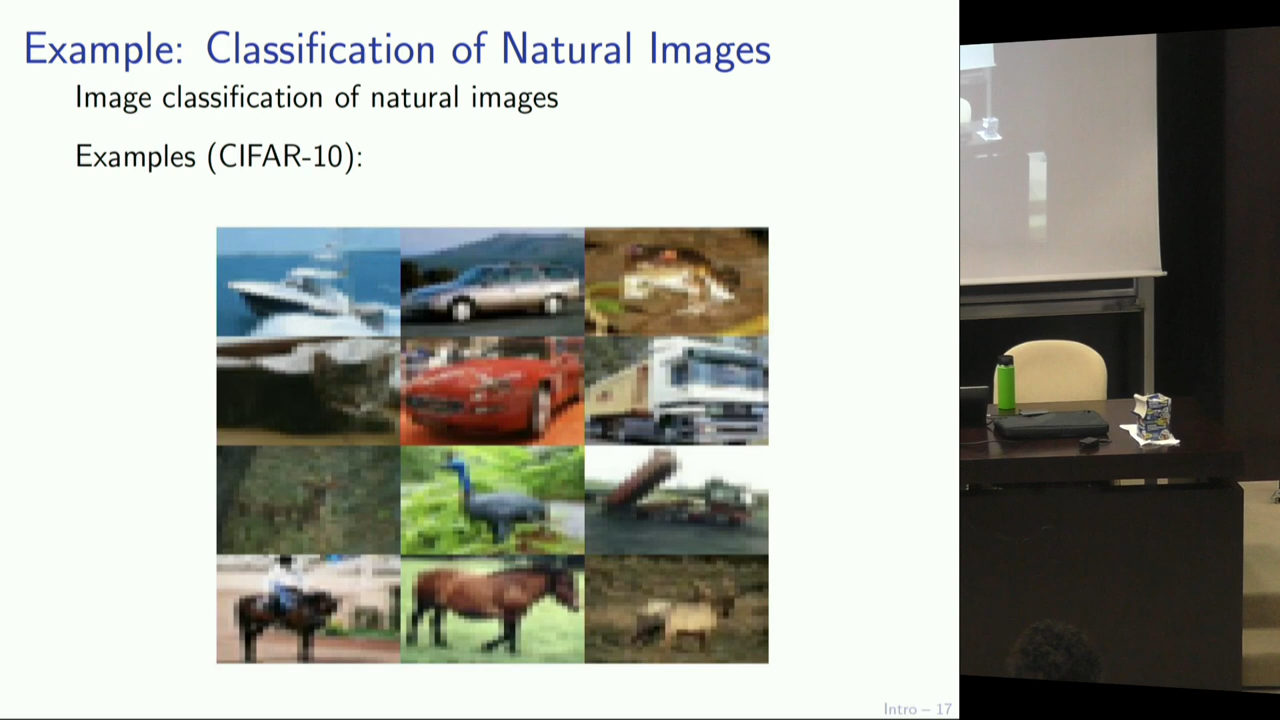 Example: Classification of Natural Images
Image classification of natural images
Examples (CIFAR-10):
Intro – 17